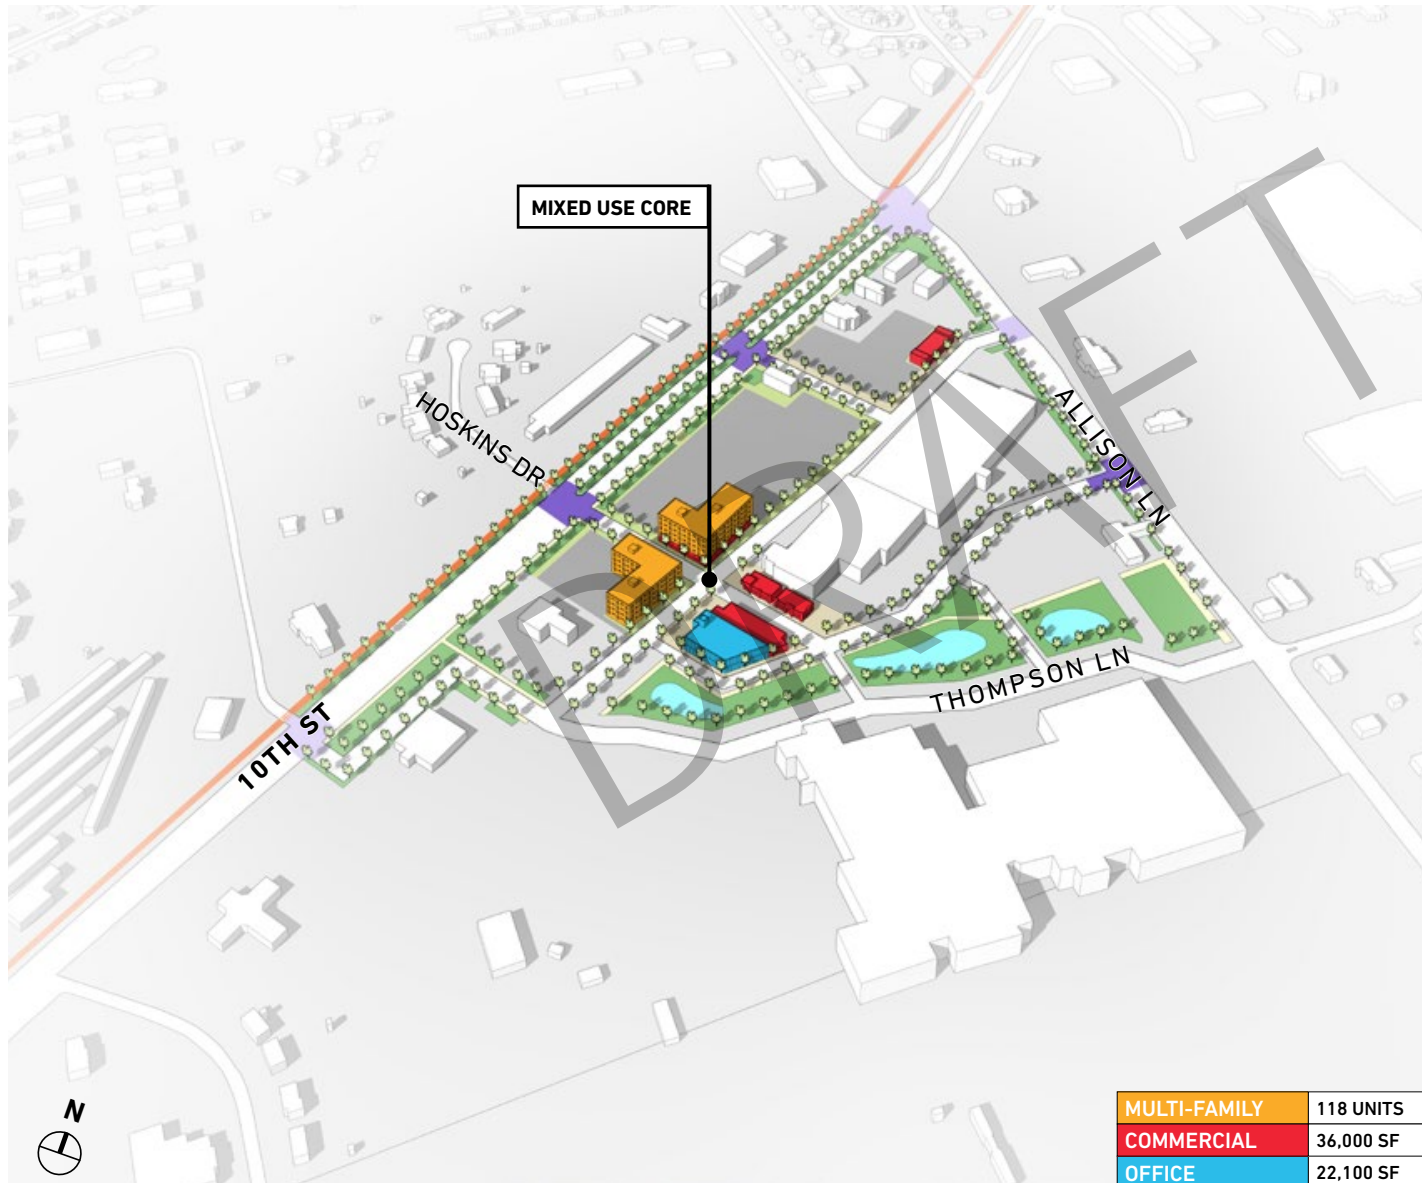 MIXED USE CORE
HOSKINS DR
ALLISON LN
THOMPSON LN
10TH ST
DRAFT
N
MULTI-FAMILY 118 UNITS
COMMERCIAL 36,000 SF
OFFICE 22,100 SF